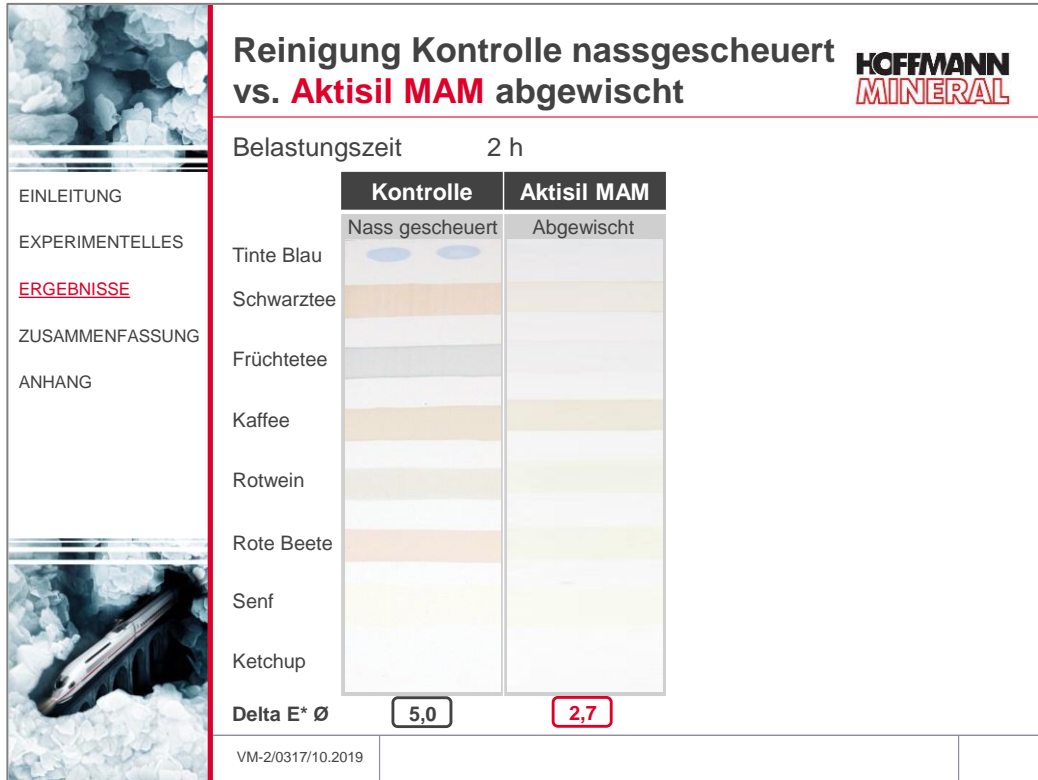 Reinigung Kontrolle nassgescheuert
vs. Aktisil MAM abgewischt
HOFFMANN
MINERAL
EINLEITUNG
EXPERIMENTELLES
ERGEBNISSE
ZUSAMMENFASSUNG
ANHANG
Belastungszeit 2 h
Kontrolle Aktisil MAM
Nass gescheuert Abgewischt
Tinte Blau
Schwarztee
Früchtetee
Kaffee
Rotwein
Rote Beete
Senf
Ketchup
Delta E* Ø 5,0 2,7
VM-2/0317/10.2019